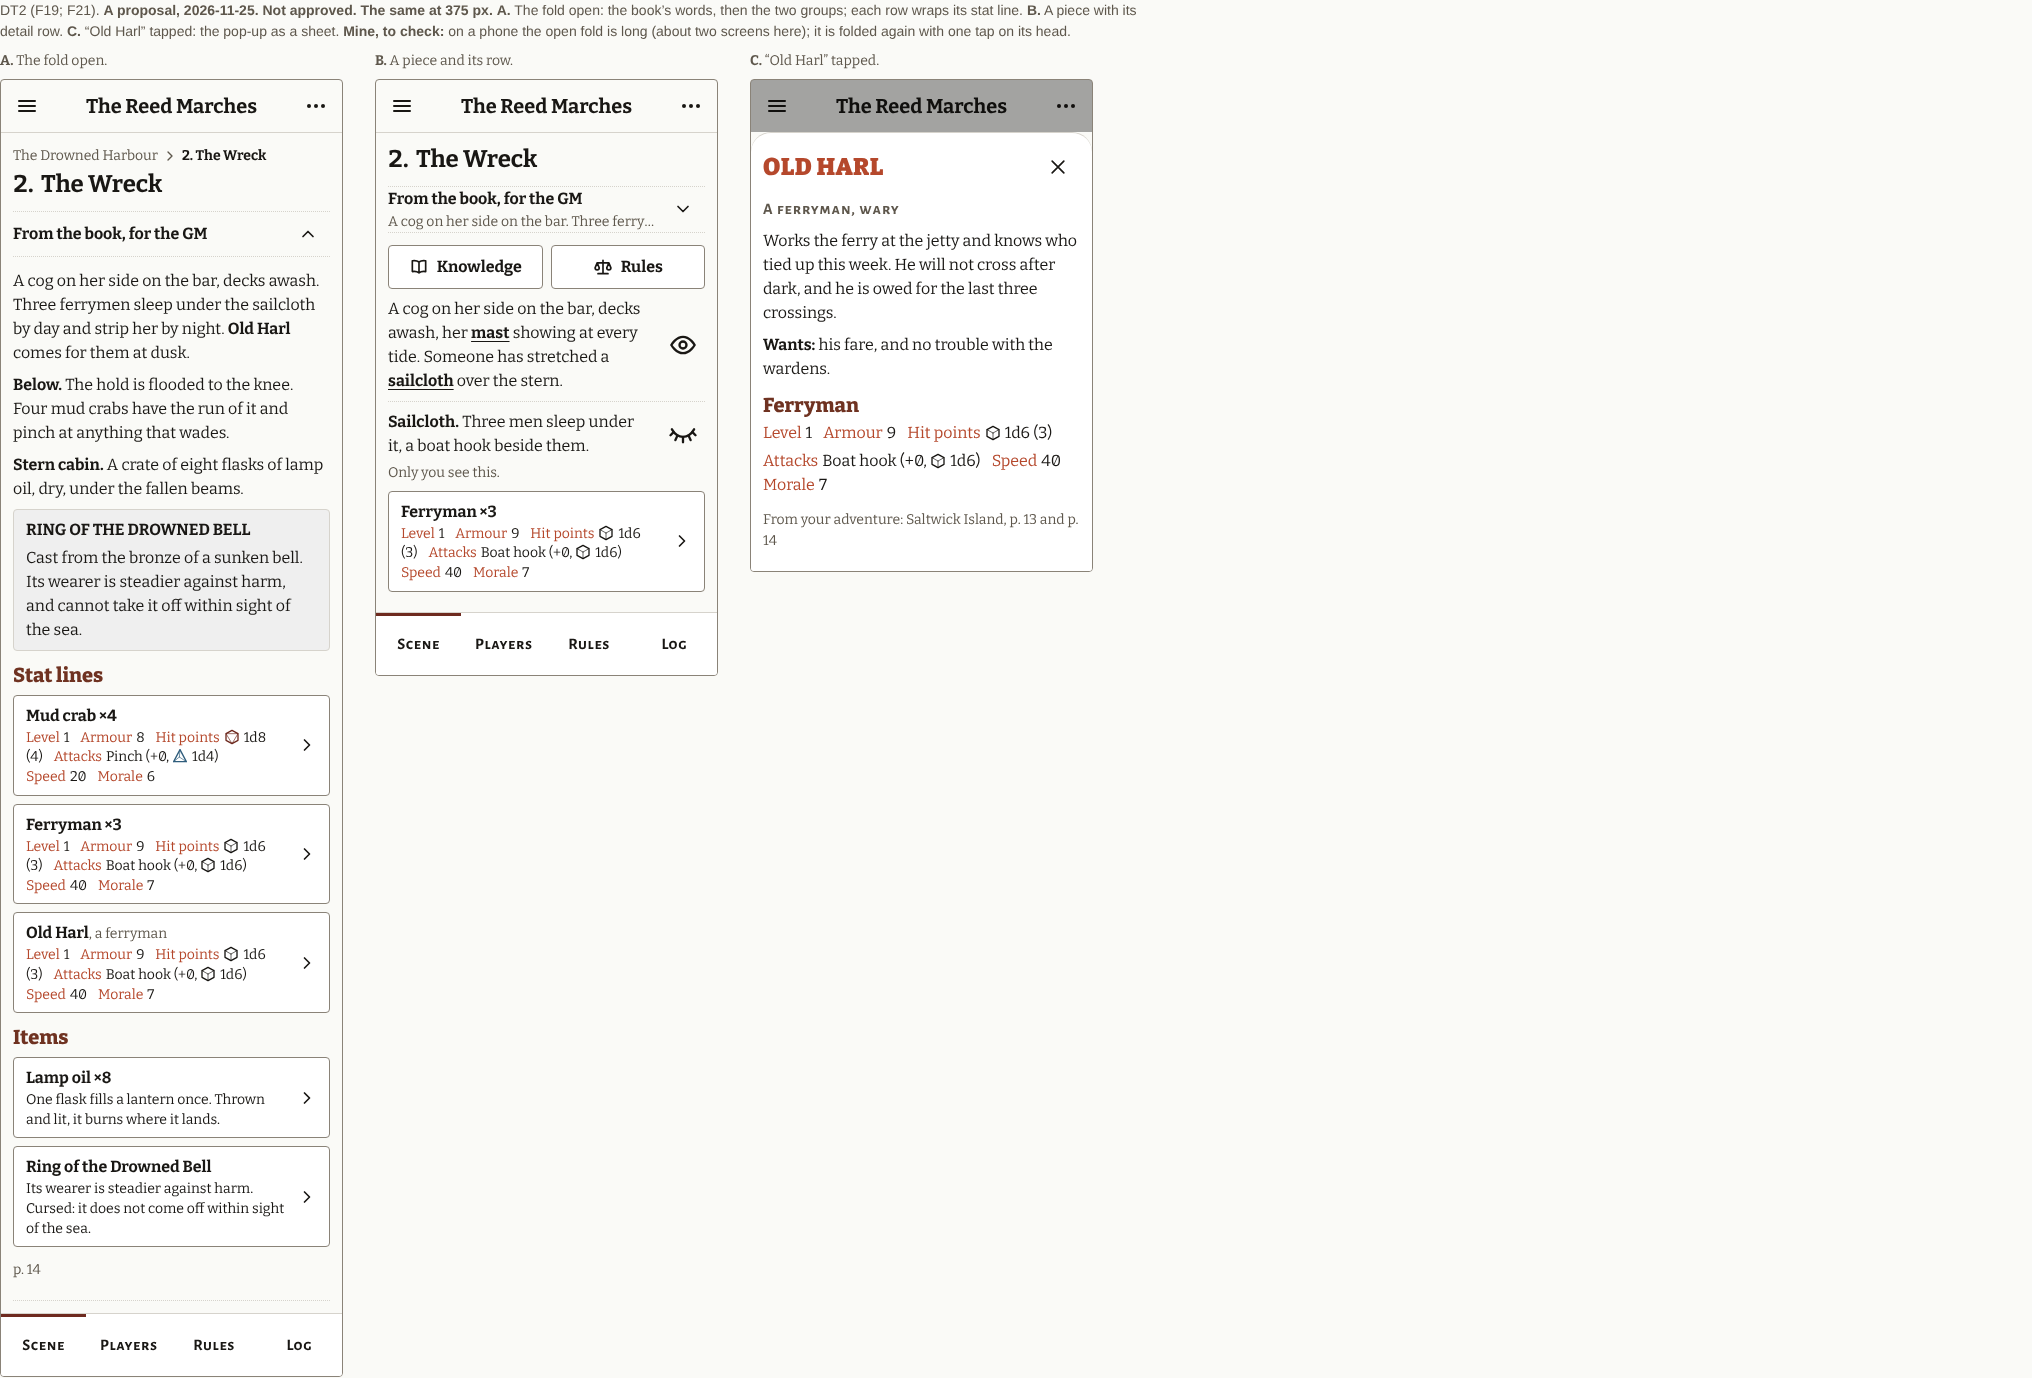 DT2 (F19; F21). A proposal, 2026-11-25. Not approved. The same at 375 px. A. The fold open: the book's words, then the two groups; each row wraps its stat line. B. A piece with its
detail row. C. “Old Harl” tapped: the pop-up as a sheet. Mine, to check: on a phone the open fold is long (about two screens here); it is folded again with one tap on its head.
A. The fold open.
The Reed Marches
The Drowned Harbour > 2. The Wreck
2. The Wreck
From the book, for the GM
A cog on her side on the bar, decks awash.
Three ferrymen sleep under the sailcloth
by day and strip her by night. Old Harl
comes for them at dusk.
Below. The hold is flooded to the knee.
Four mud crabs have the run of it and
pinch at anything that wades.
Stern cabin. A crate of eight flasks of lamp
oil, dry, under the fallen beams.
RING OF THE DROWNED BELL
Cast from the bronze of a sunken bell.
Its wearer is steadier against harm,
and cannot take it off within sight of
the sea.
Stat lines
Mud crab ×4
Level 1 Armour 8 Hit points 1d8
(4) Attacks Pinch (+0, 1d4)
Speed 20 Morale 6
Ferryman ×3
Level 1 Armour 9 Hit points 1d6
(3) Attacks Boat hook (+0, 1d6)
Speed 40 Morale 7
Old Harl, a ferryman
Level 1 Armour 9 Hit points 1d6
(3) Attacks Boat hook (+0, 1d6)
Speed 40 Morale 7
Items
Lamp oil ×8
One flask fills a lantern once. Thrown
and lit, it burns where it lands.
Ring of the Drowned Bell
Its wearer is steadier against harm.
Cursed: it does not come off within sight
of the sea.
p. 14
SCENE PLAYERS RULES LOG
B. A piece and its row.
The Reed Marches
2. The Wreck
From the book, for the GM
A cog on her side on the bar. Three ferry...
Knowledge Rules
A cog on her side on the bar, decks
awash, her mast showing at every
tide. Someone has stretched a
sailcloth over the stern.
Sailcloth. Three men sleep under
it, a boat hook beside them.
Only you see this.
Ferryman ×3
Level 1 Armour 9 Hit points 1d6
(3) Attacks Boat hook (+0, 1d6)
Speed 40 Morale 7
SCENE PLAYERS RULES LOG
C. “Old Harl” tapped.
The Reed Marches
OLD HARL
A FERRYMAN, WARY
Works the ferry at the jetty and knows who
tied up this week. He will not cross after
dark, and he is owed for the last three
crossings.
Wants: his fare, and no trouble with the
wardens.
Ferryman
Level 1 Armour 9 Hit points 1d6 (3)
Attacks Boat hook (+0, 1d6) Speed 40
Morale 7
From your adventure: Saltwick Island, p. 13 and p.
14